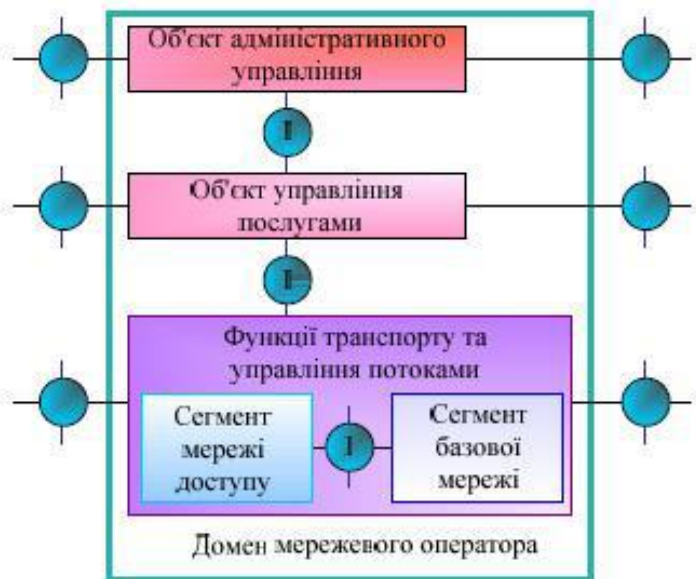 Об'єкт адміністративного
управління
І
Об'єкт управління
послугами
І
Функції транспорту та
управління потоками
Сегмент
мережі
доступу
І
Сегмент
базової
мережі
Домен мережевого оператора